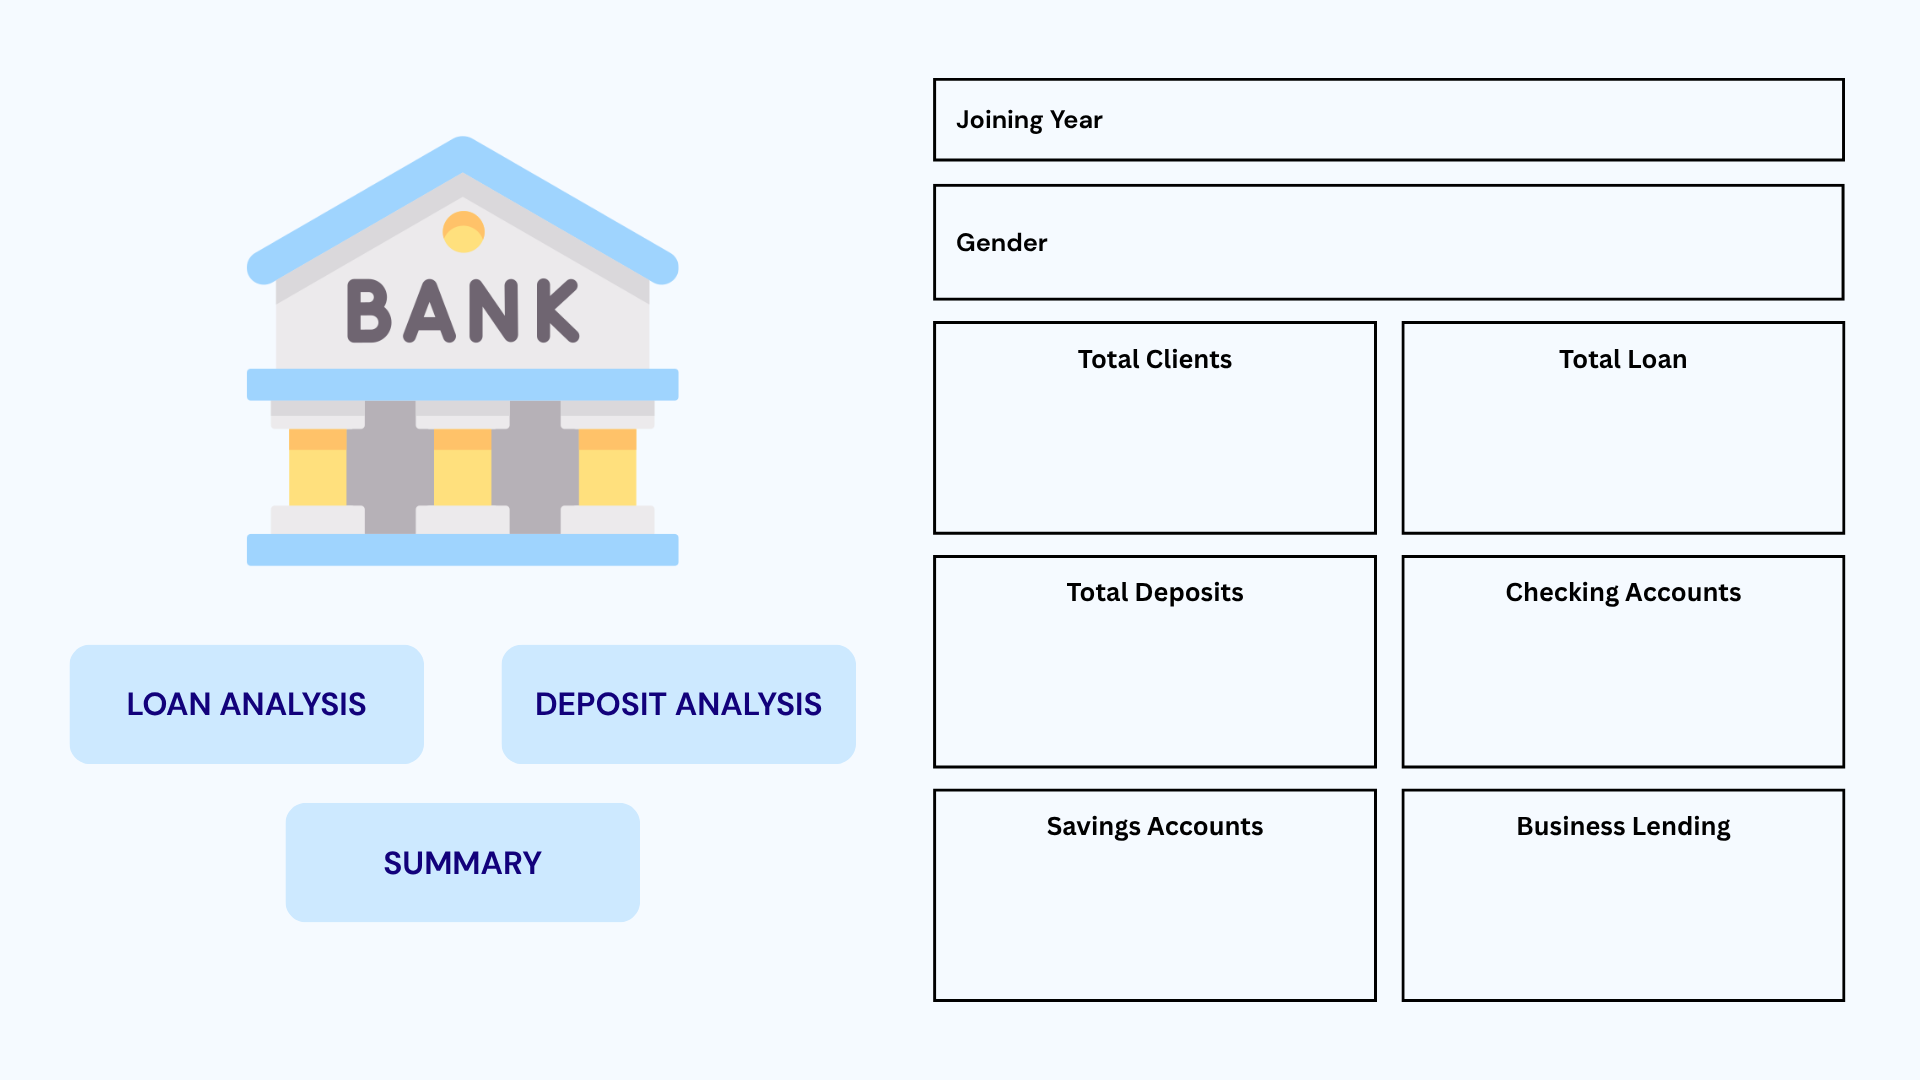 BANK
LOAN ANALYSIS
DEPOSIT ANALYSIS
SUMMARY
Joining Year
Gender
Total Clients
Total Loan
Total Deposits
Checking Accounts
Savings Accounts
Business Lending